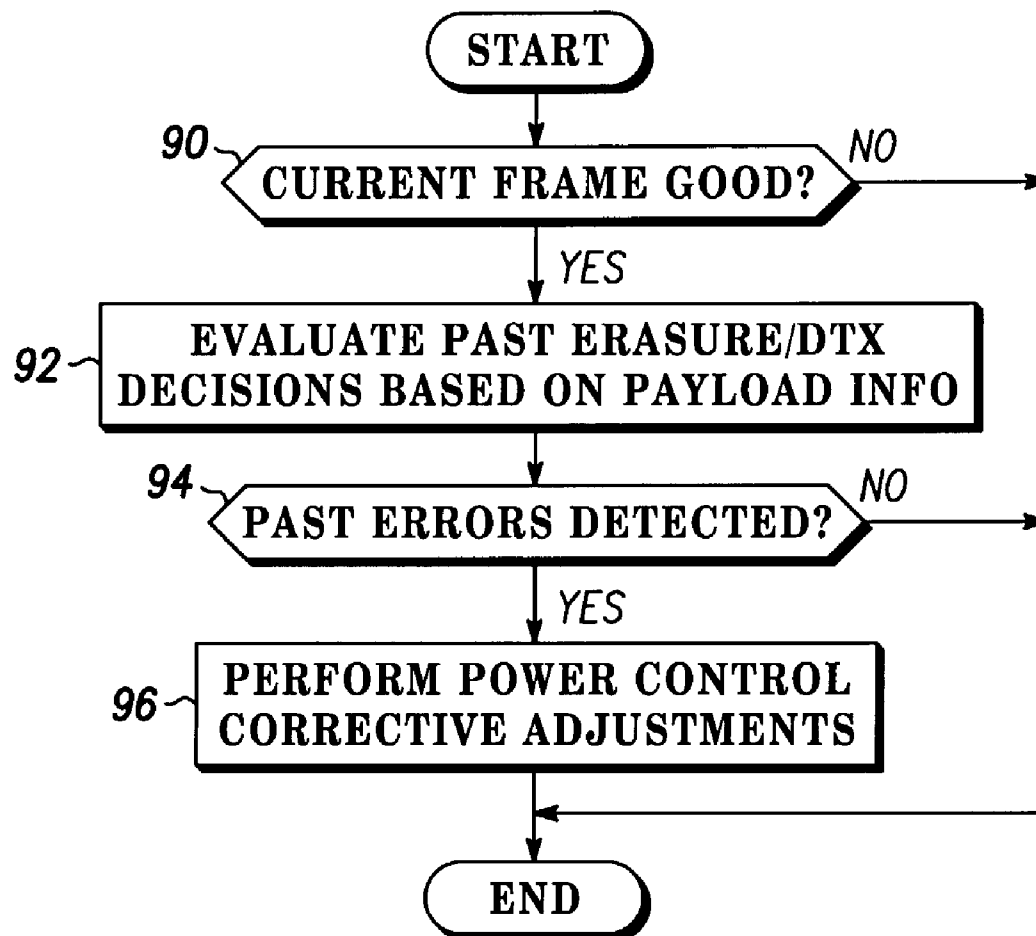 START
90
CURRENT FRAME GOOD?
NO
YES
92
EVALUATE PAST ERASURE/DTX
DECISIONS BASED ON PAYLOAD INFO
94
PAST ERRORS DETECTED?
NO
YES
96
PERFORM POWER CONTROL
CORRECTIVE ADJUSTMENTS
END